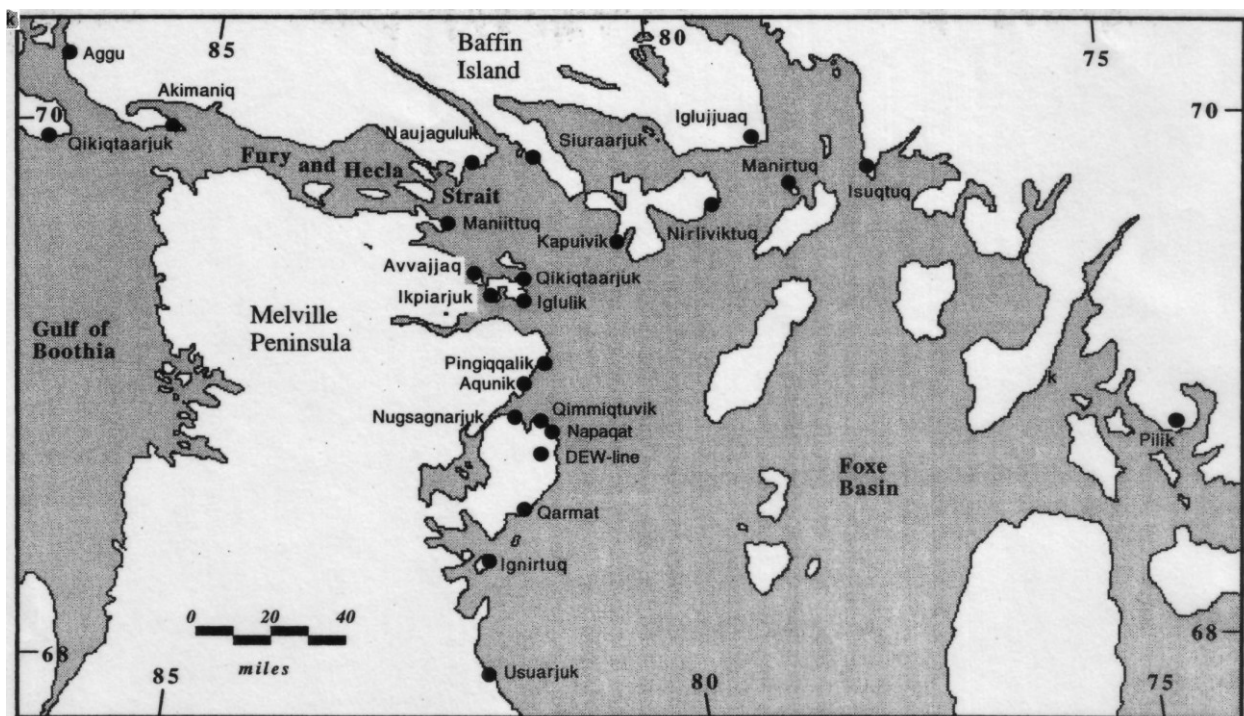 85
Baffin
Island
80
75
Aggu
Akimaniq
70
70
Qikiqtaarjuk
Naujaguluk
Siuraarjuk
Iglujjuaq
Fury and Hecla
Strait
Manirtuq
Isuqtuq
Maniittuq
Kapuivik
Nirliviktuq
Avvajjaq
Qikiqtaarjuk
Ikpiarjuk
Iglulik
Gulf of
Boothia
Melville
Peninsula
Pingiqqalik
Aqunik
k
Nugsagnarjuk
Qimmiqtuvik
Napaqat
DEW-line
Pilik
Foxe
Basin
Qarmat
Ignirtuq
0 20 40
miles
68
68
85
Usuarjuk
80
75